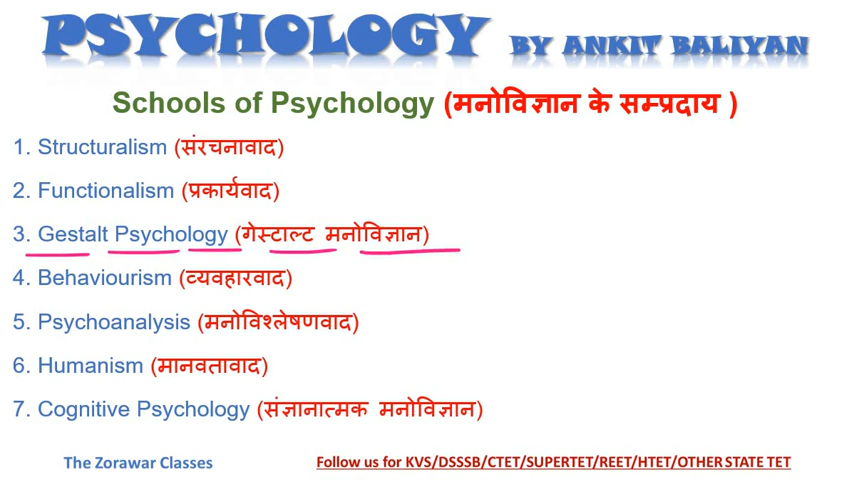 PSYCHOLOGY BY ANKIT BALIYAN
Schools of Psychology (मनोविज्ञान के सम्प्रदाय )
1. Structuralism (संरचनावाद)
2. Functionalism (प्रकार्यवाद)
3. Gestalt Psychology (गेस्टाल्ट मनोविज्ञान)
4. Behaviourism (व्यवहारवाद)
5. Psychoanalysis (मनोविश्लेषणवाद)
6. Humanism (मानवतावाद)
7. Cognitive Psychology (संज्ञानात्मक मनोविज्ञान)
The Zorawar Classes Follow us for KVS/DSSSB/CTET/SUPERTET/REET/HTET/OTHER STATE TET